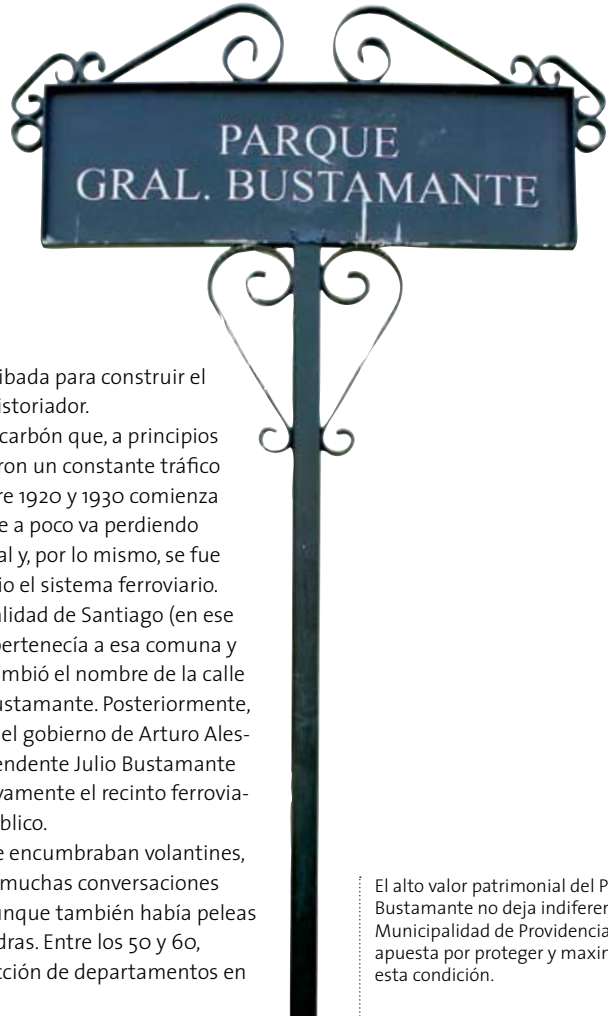 PARQUE
GRAL. BUSTAMANTE
ibada para construir el
istoriador.
carbón que, a principios
ron un constante tráfico
re 1920 y 1930 comienza
e a poco va perdiendo
al y, por lo mismo, se fue
io el sistema ferroviario.
alidad de Santiago (en ese
pertenecía a esa comuna y
mbió el nombre de la calle
ustamante. Posteriormente,
el gobierno de Arturo Ales-
endente Julio Bustamante
vamente el recinto ferrovia-
blico.
e encumbraban volantines,
muchas conversaciones
unque también había peleas
dras. Entre los 50 y 60,
cción de departamentos en
El alto valor patrimonial del P
Bustamante no deja indiferen
Municipalidad de Providencia
apuesta por proteger y maxin
esta condición.